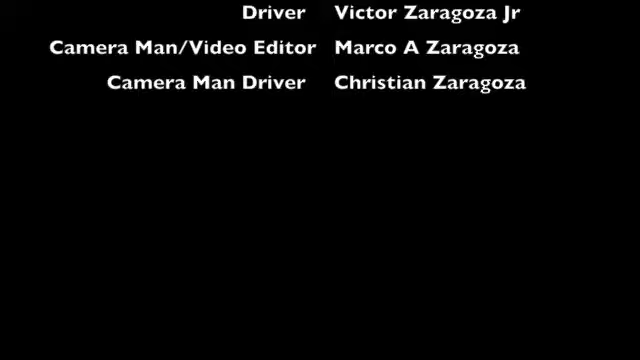 Driver Victor Zaragoza Jr
Camera Man/Video Editor Marco A Zaragoza
Camera Man Driver Christian Zaragoza